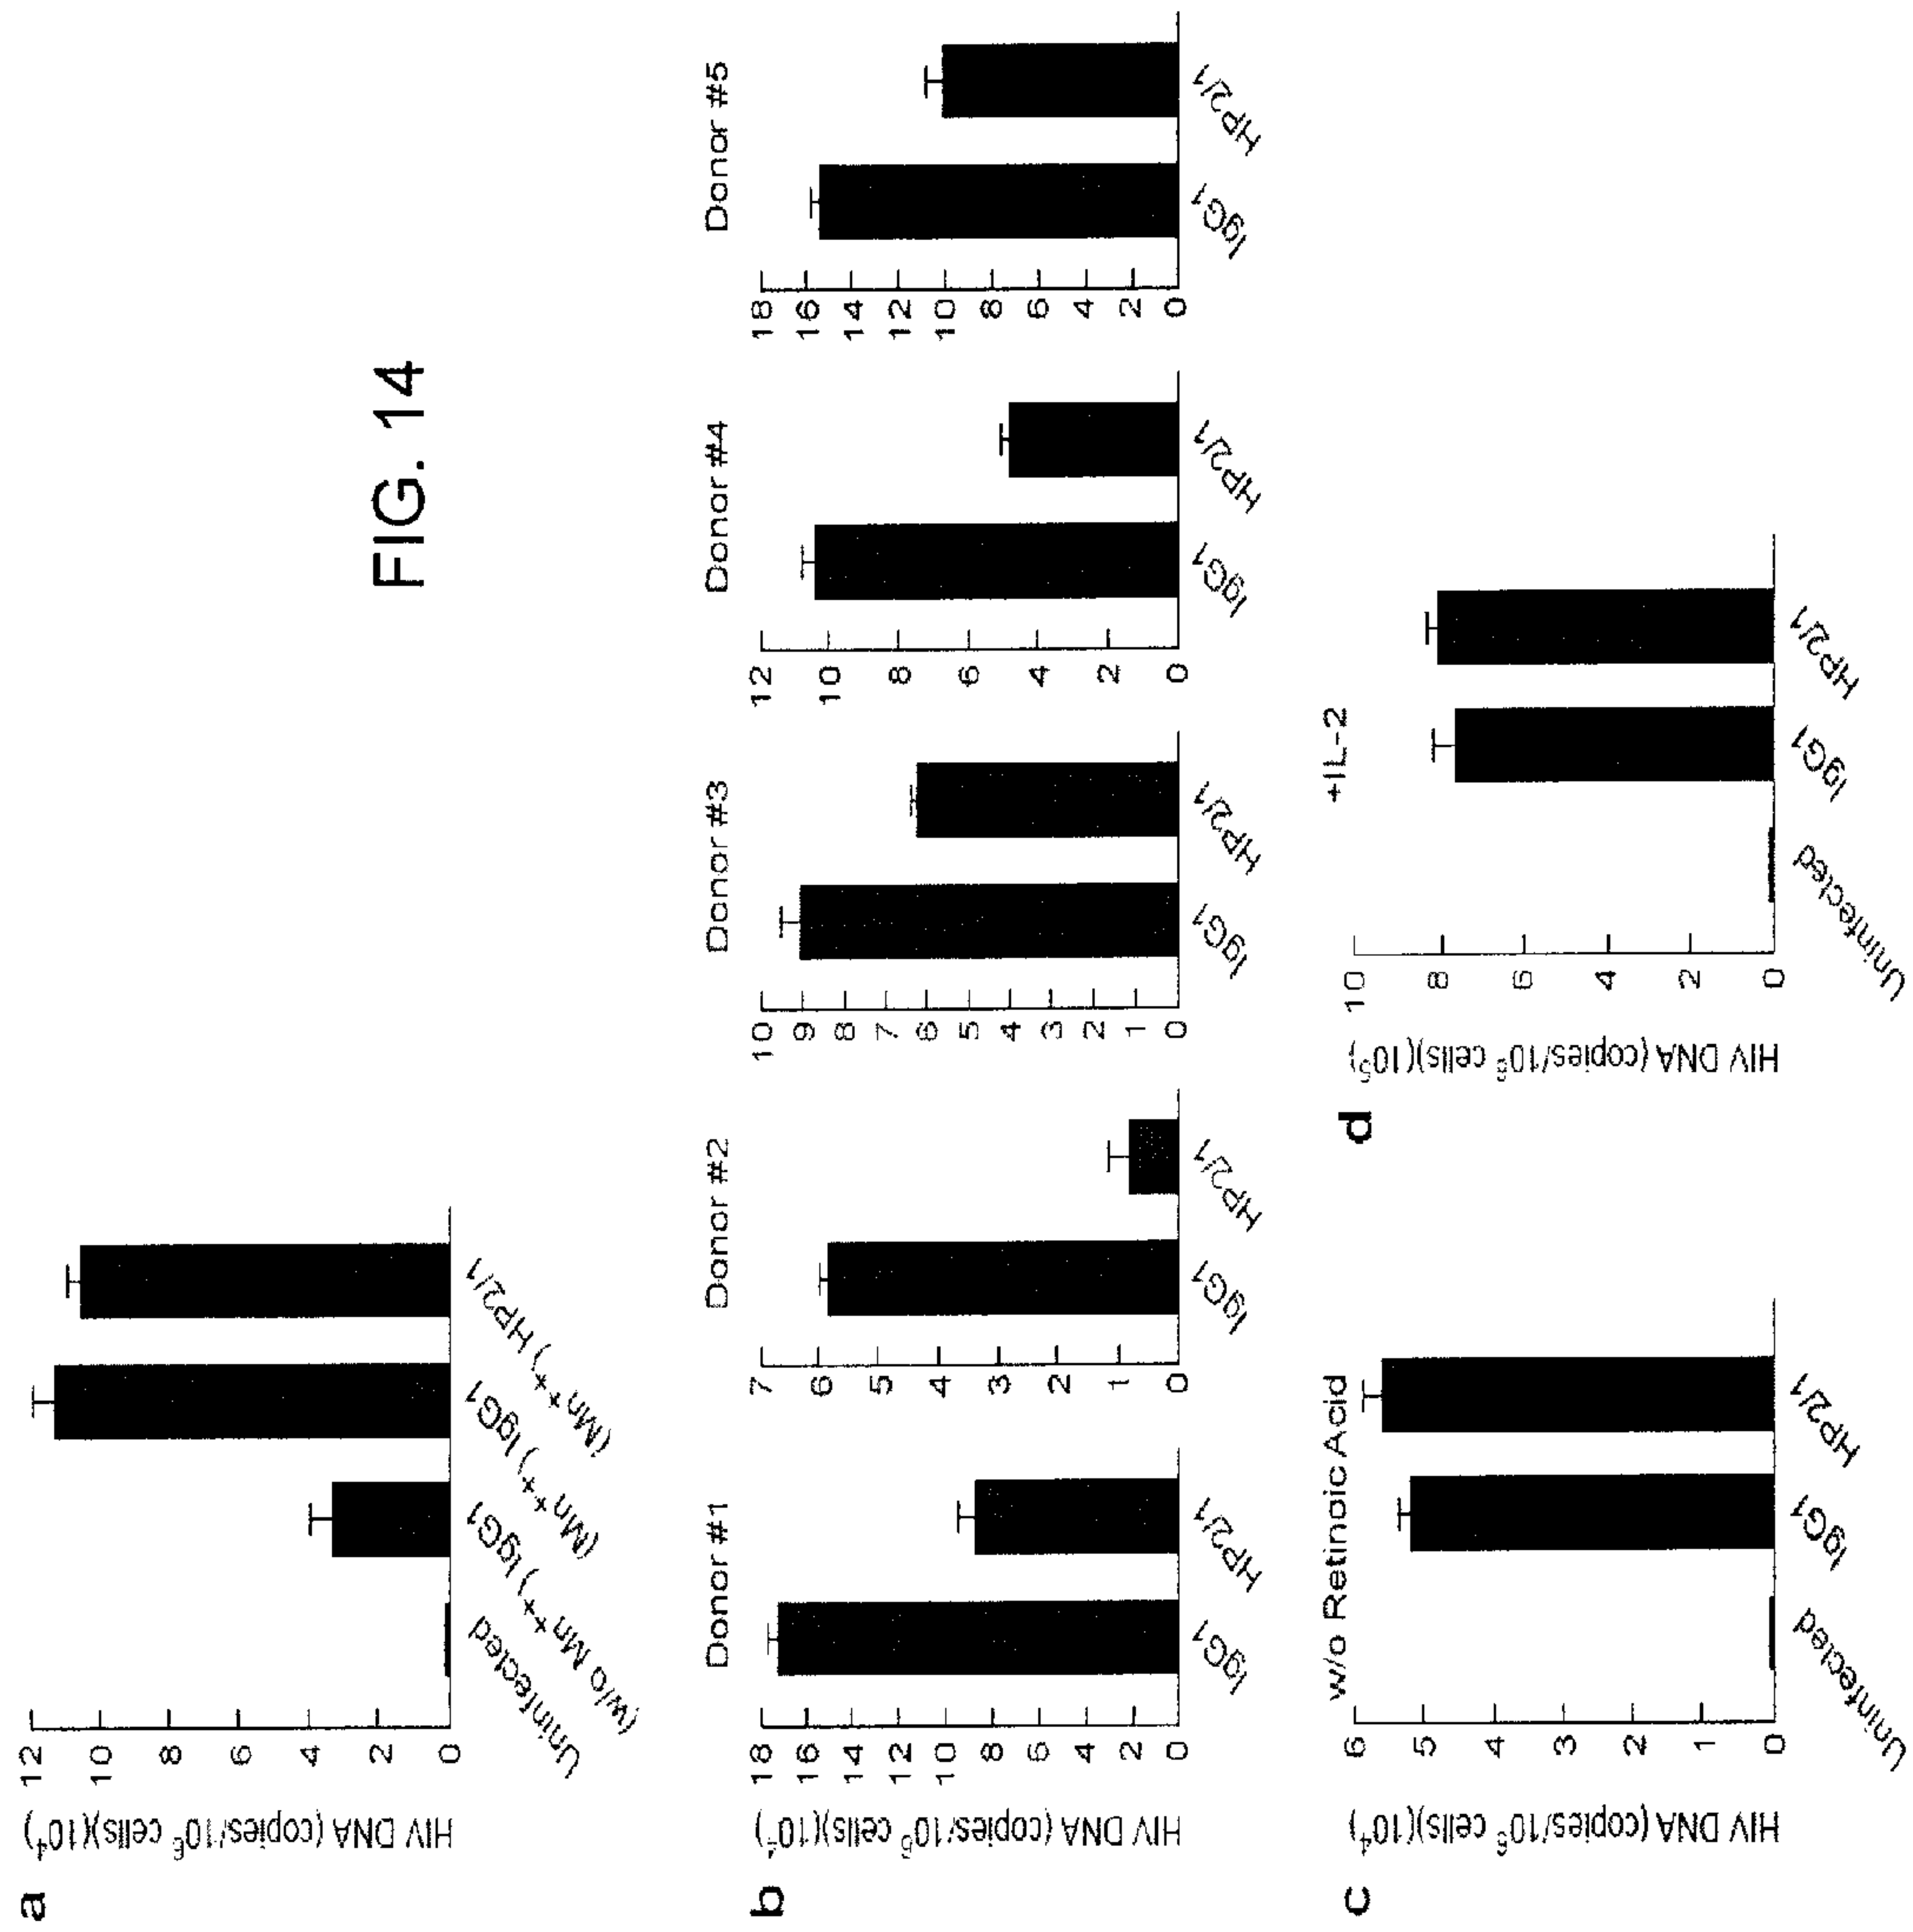 FIG. 14
a
HIV DNA (copies/10⁶ cells)(10⁴)
12
10
8
6
4
2
0
Uninfected
(w/o Mn⁺⁺) IgG1
(Mn⁺⁺) IgG1
(Mn⁺⁺) HP2/1
b
HIV DNA (copies/10⁶ cells)(10⁴)
Donor #1
18
16
14
12
10
8
6
4
2
0
IgG1
HP2/1
Donor #2
7
6
5
4
3
2
1
0
IgG1
HP2/1
Donor #3
10
9
8
7
6
5
4
3
2
1
0
IgG1
HP2/1
Donor #4
12
10
8
6
4
2
0
IgG1
HP2/1
Donor #5
18
16
14
12
10
8
6
4
2
0
IgG1
HP2/1
c
HIV DNA (copies/10⁶ cells)(10⁴)
w/o Retinoic Acid
6
5
4
3
2
1
0
Uninfected
IgG1
HP2/1
d
HIV DNA (copies/10⁶ cells)(10⁵)
+IL-2
10
8
6
4
2
0
Uninfected
IgG1
HP2/1